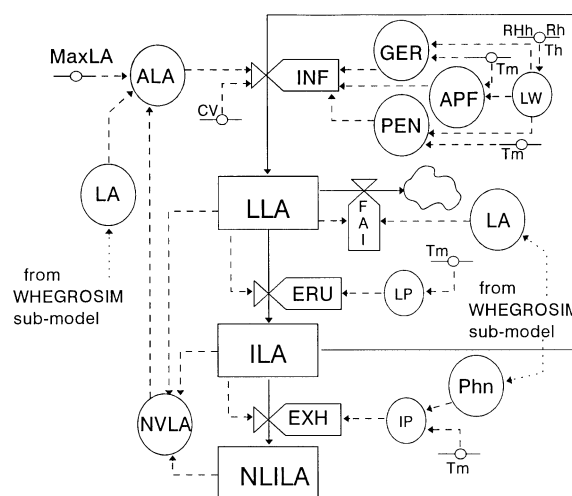 RHh Rh
MaxLA
GER
Th
ALA
INF
Tm
APF
LW
CV
PEN
Tm
LA
LLA
FAI
LA
Tm
from
WHEGROSIM
sub-model
ERU
LP
from
WHEGROSIM
sub-model
ILA
Phn
NVLA
EXH
IP
Tm
NLILA